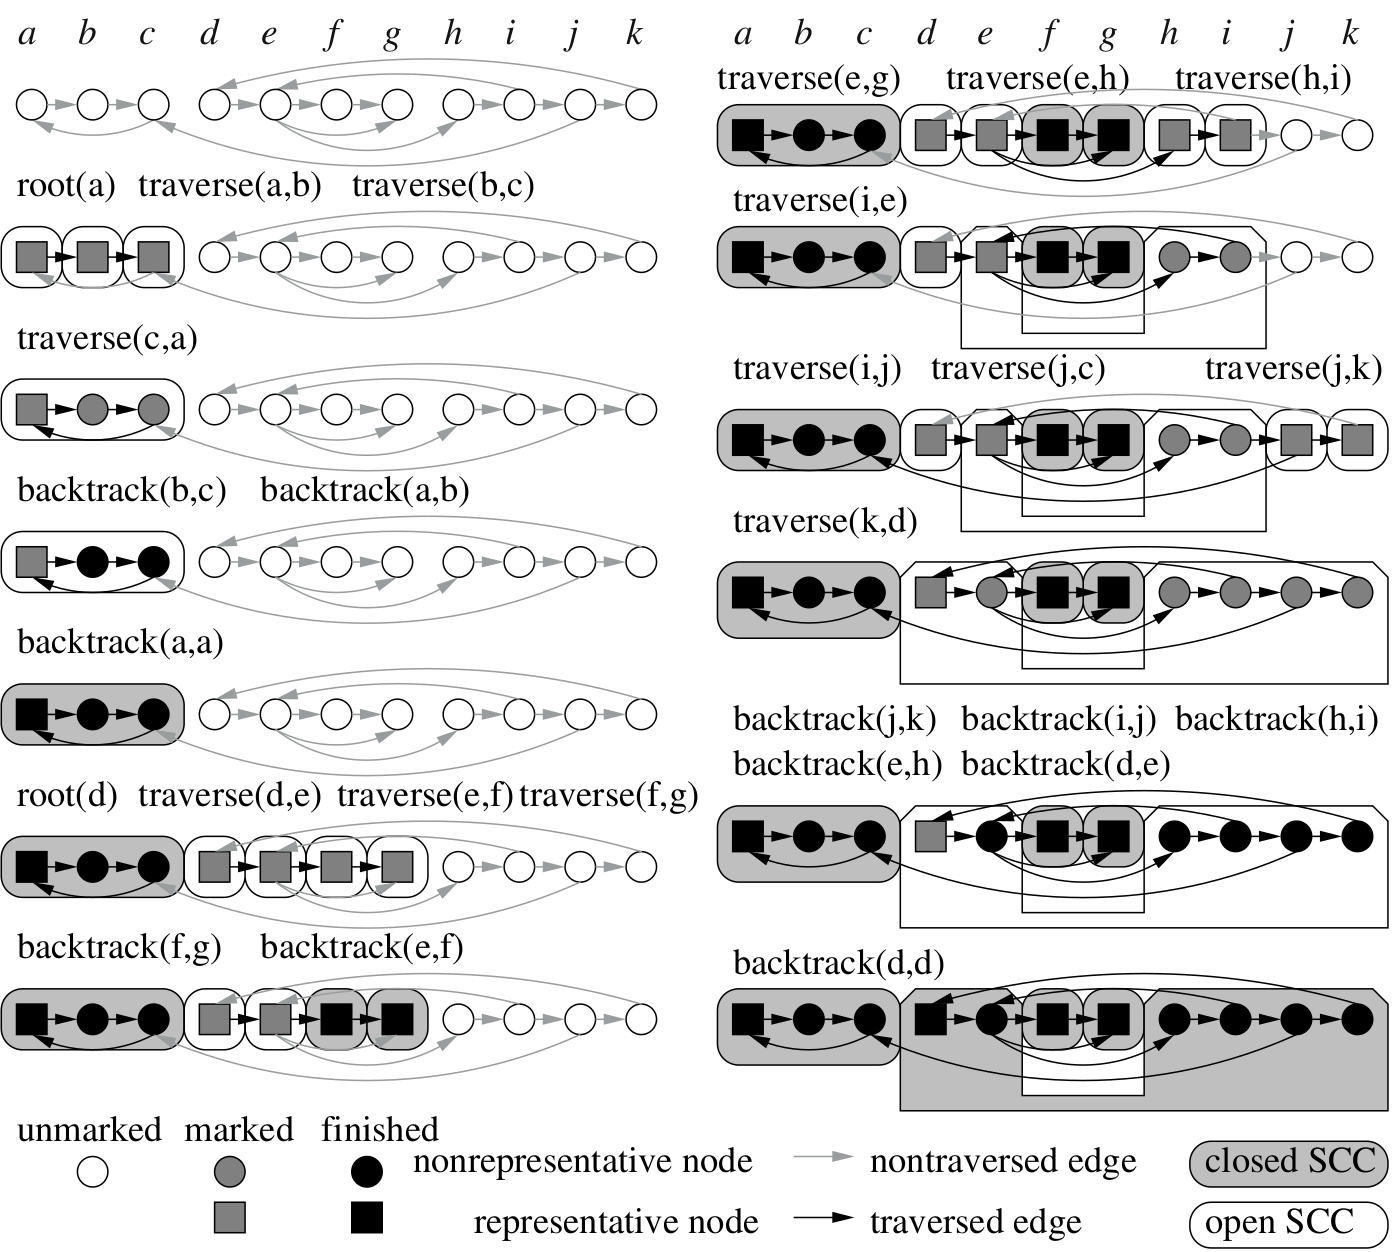 a b c d e f g h i j k
root(a) traverse(a,b) traverse(b,c)
traverse(c,a)
backtrack(b,c) backtrack(a,b)
backtrack(a,a)
root(d) traverse(d,e) traverse(e,f) traverse(f,g)
backtrack(f,g) backtrack(e,f)
a b c d e f g h i j k
traverse(e,g) traverse(e,h) traverse(h,i)
traverse(i,e)
traverse(i,j) traverse(j,c) traverse(j,k)
traverse(k,d)
backtrack(j,k) backtrack(i,j) backtrack(h,i)
backtrack(e,h) backtrack(d,e)
backtrack(d,d)
unmarked marked finished
nonrepresentative node nontraversed edge closed SCC
representative node traversed edge open SCC